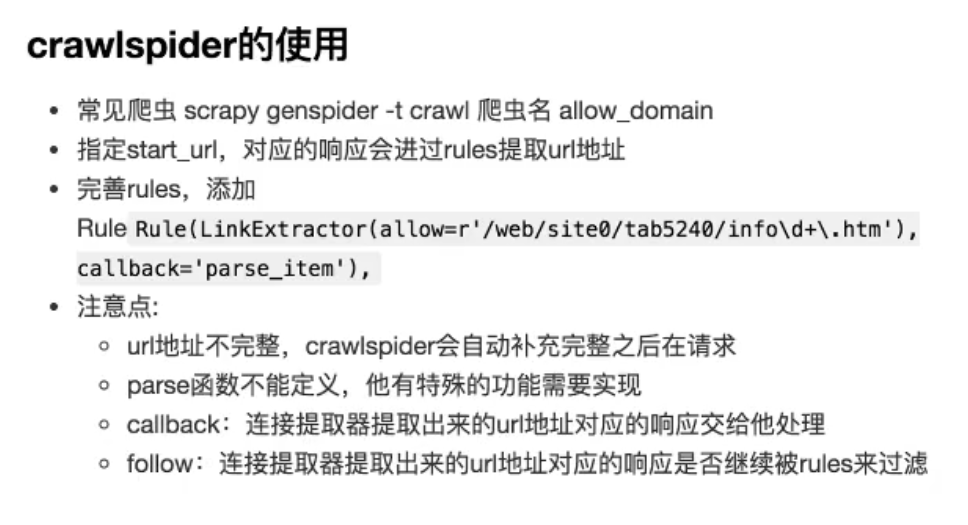 crawlspider的使用
常见爬虫 scrapy genspider -t crawl 爬虫名 allow_domain
指定start_url，对应的响应会进过rules提取url地址
完善rules，添加
Rule Rule(LinkExtractor(allow=r'/web/site0/tab5240/info\d+\.htm'),
callback='parse_item'),
注意点:
url地址不完整，crawlspider会自动补充完整之后在请求
parse函数不能定义，他有特殊的功能需要实现
callback：连接提取器提取出来的url地址对应的响应交给他处理
follow：连接提取器提取出来的url地址对应的响应是否继续被rules来过滤